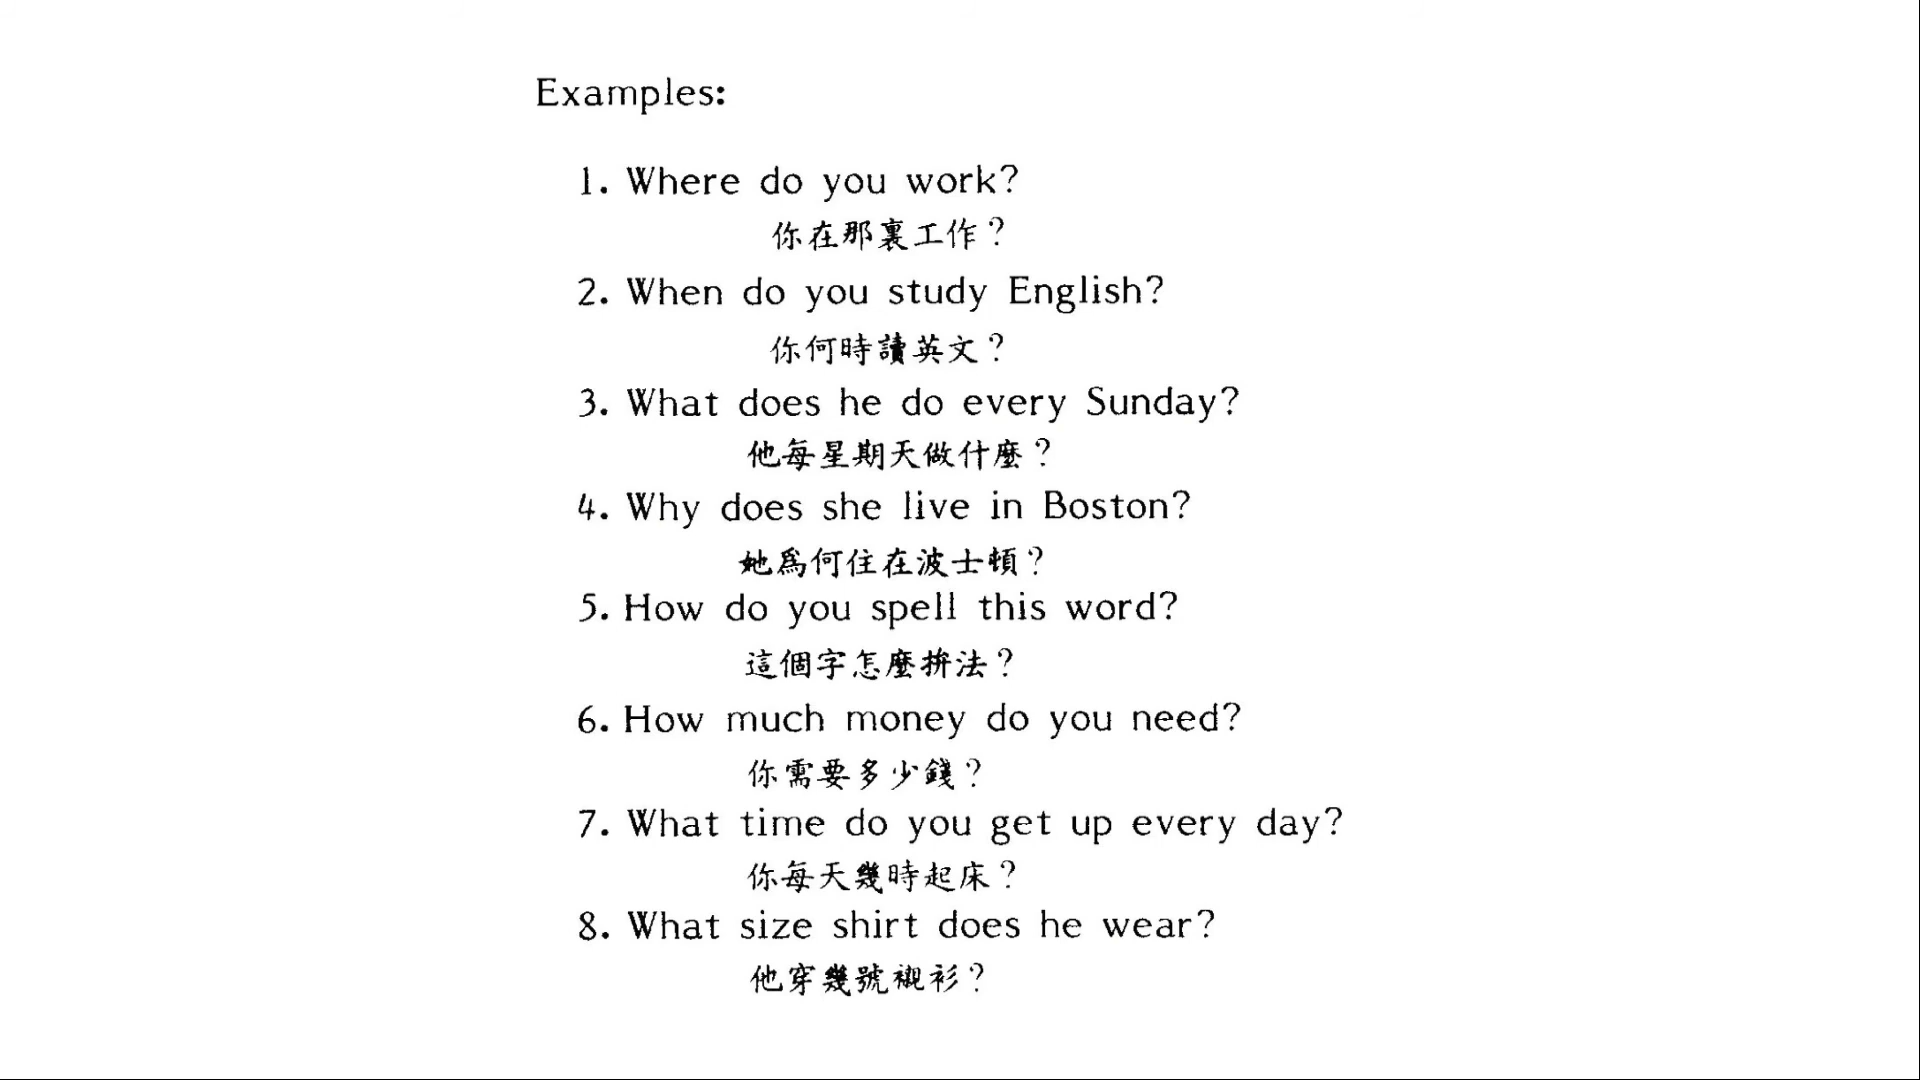 Examples:
1. Where do you work?
你在那裏工作？
2. When do you study English?
你何時讀英文？
3. What does he do every Sunday?
他每星期天做什麼？
4. Why does she live in Boston?
她爲何住在波士頓？
5. How do you spell this word?
這個字怎麼拚法？
6. How much money do you need?
你需要多少錢？
7. What time do you get up every day?
你每天幾時起床？
8. What size shirt does he wear?
他穿幾號襯衫？